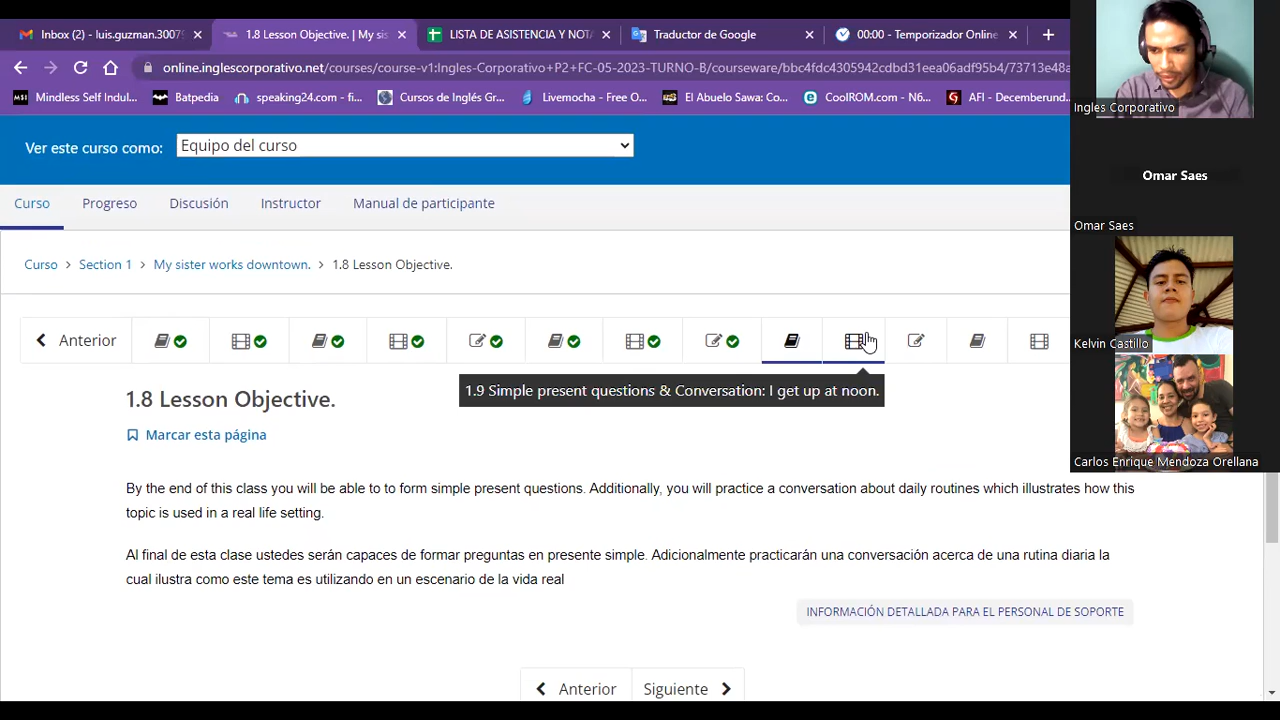 Inbox (2) - luis.guzman.30079
1.8 Lesson Objective. | My sis
LISTA DE ASISTENCIA Y NOTA
Traductor de Google
00:00 - Temporizador Online
online.inglescorporativo.net/courses/course-v1:Ingles-Corporativo+P2+FC-05-2023-TURNO-B/courseware/bbc4fdc4305942cdbd31eea06adf95b4/73713e48a
Mindless Self Indul...
Batpedia
speaking24.com - fi...
Cursos de Inglés Gr...
Livemocha - Free O...
El Abuelo Sawa: Co...
CoolROM.com - N6...
AFI - Decemberund...
Ingles Corporativo
Ver este curso como:
Equipo del curso
Omar Saes
Omar Saes
Curso
Progreso
Discusión
Instructor
Manual de participante
Curso > Section 1 > My sister works downtown. > 1.8 Lesson Objective.
Anterior
Kelvin Castillo
1.9 Simple present questions & Conversation: I get up at noon.
1.8 Lesson Objective.
Marcar esta página
Carlos Enrique Mendoza Orellana
By the end of this class you will be able to to form simple present questions. Additionally, you will practice a conversation about daily routines which illustrates how this
topic is used in a real life setting.
Al final de esta clase ustedes serán capaces de formar preguntas en presente simple. Adicionalmente practicarán una conversación acerca de una rutina diaria la
cual ilustra como este tema es utilizando en un escenario de la vida real
INFORMACIÓN DETALLADA PARA EL PERSONAL DE SOPORTE
Anterior
Siguiente